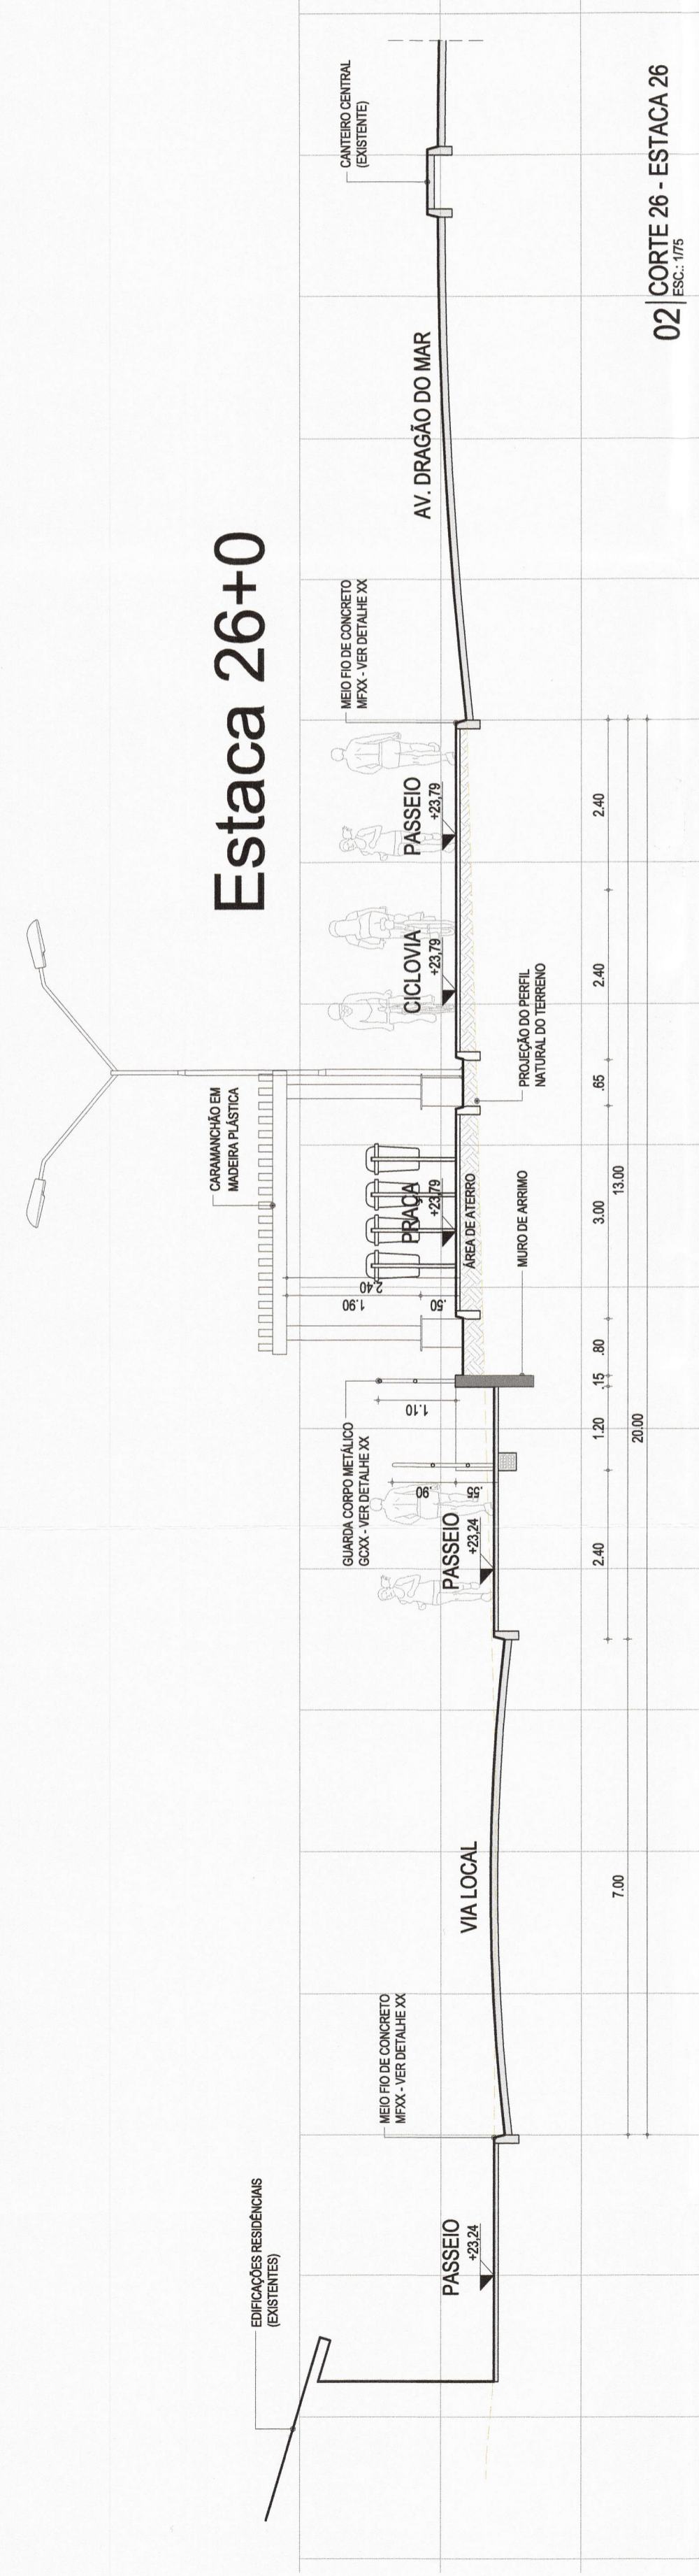 Estaca 26+0
EDIFICAÇÕES RESIDÊNCIAIS
(EXISTENTES)
PASSEIO
+23,24
MEIO FIO DE CONCRETO
MFXX - VER DETALHE XX
VIA LOCAL
PASSEIO
+23,24
GUARDA CORPO METÁLICO
GCXX - VER DETALHE XX
.90
.55
1.10
MURO DE ARRIMO
1.90
.50
2.40
CARAMANCHÃO EM
MADEIRA PLÁSTICA
PRAÇA
+23,79
ÁREA DE ATERRO
PROJEÇÃO DO PERFIL
NATURAL DO TERRENO
CICLOVIA
+23,79
PASSEIO
+23,79
MEIO FIO DE CONCRETO
MFXX - VER DETALHE XX
AV. DRAGÃO DO MAR
CANTEIRO CENTRAL
(EXISTENTE)
2.40
1.20
.15
.80
3.00
.65
2.40
2.40
7.00
13.00
20.00
02 CORTE 26 - ESTACA 26
ESC.: 1/75